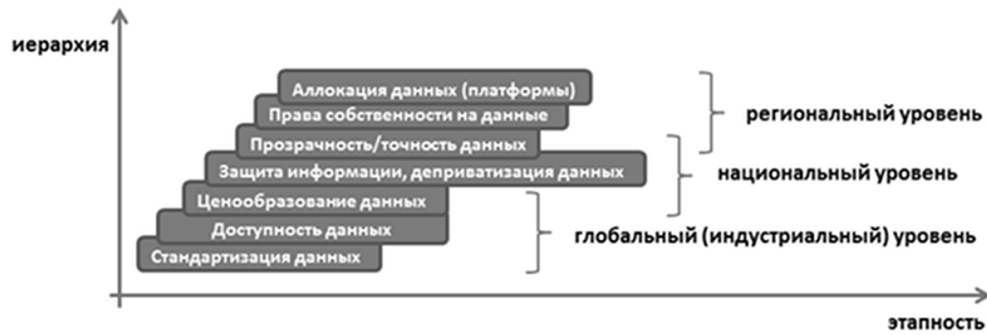 иерархия
Аллокация данных (платформы)
Права собственности на данные
региональный уровень
Прозрачность/точность данных
Защита информации, деприватизация данных
национальный уровень
Ценообразование данных
Доступность данных
глобальный (индустриальный) уровень
Стандартизация данных
этапность